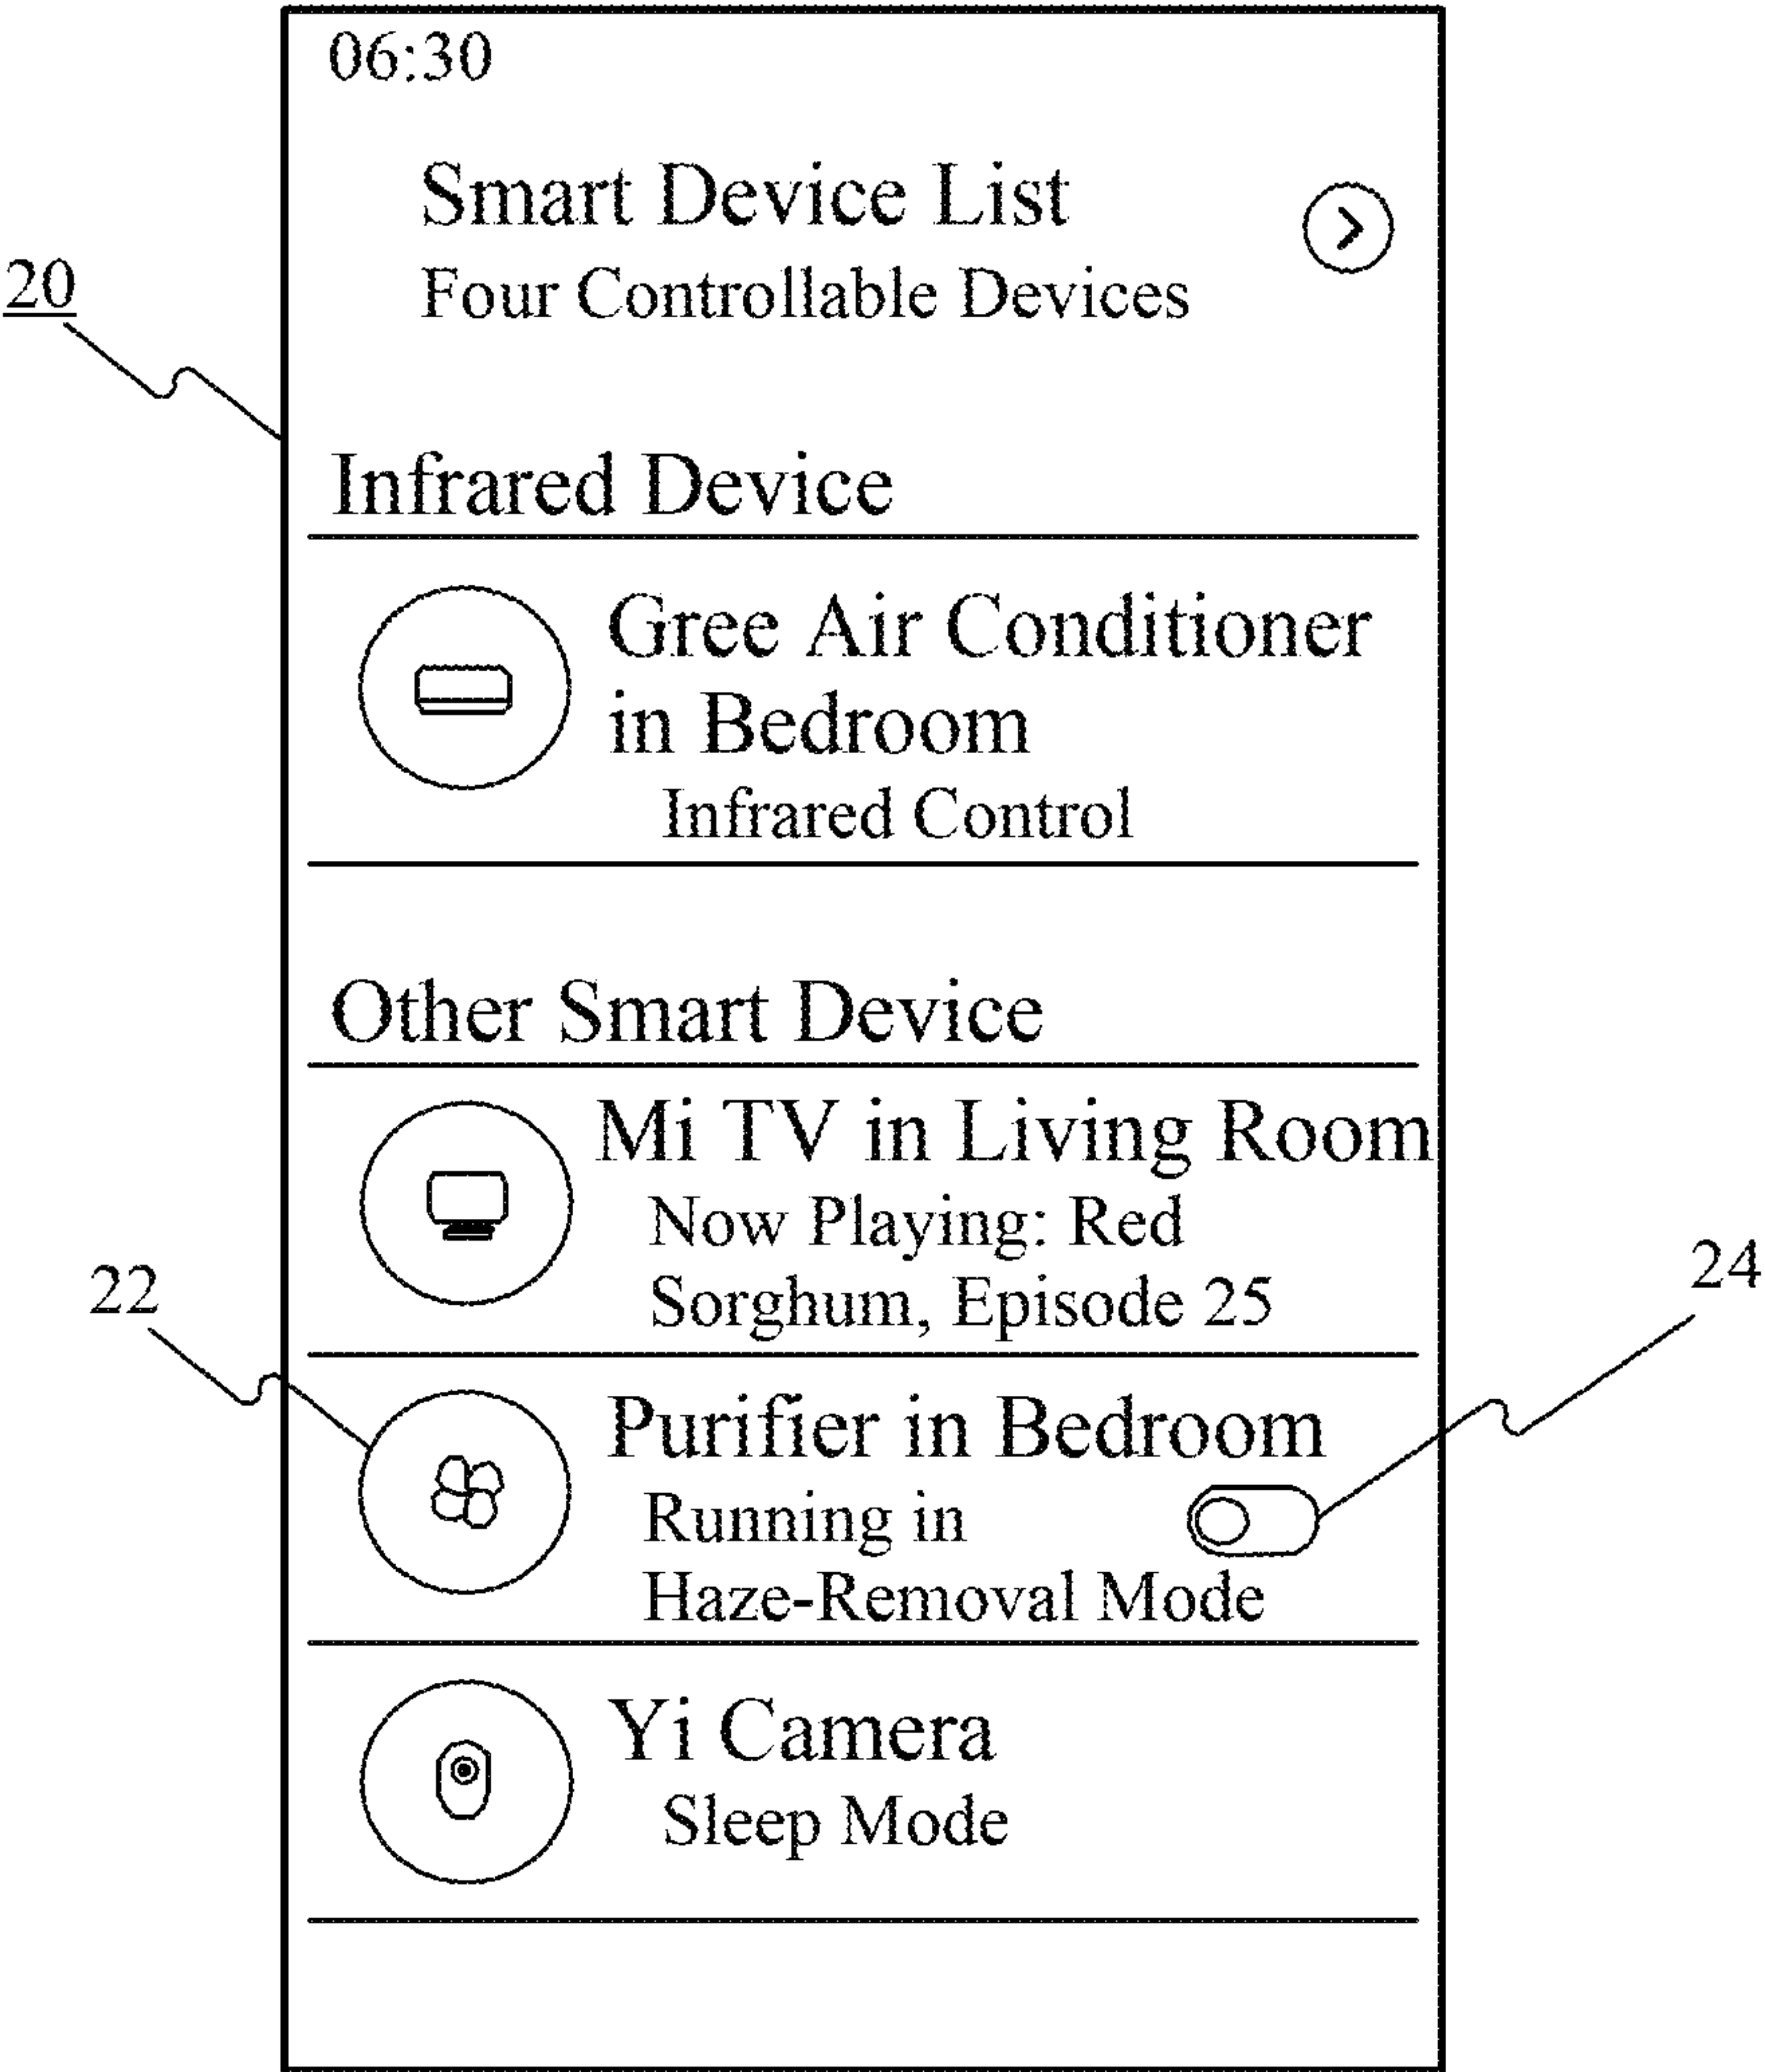 06:30
Smart Device List
Four Controllable Devices
20
Infrared Device
Gree Air Conditioner
in Bedroom
Infrared Control
Other Smart Device
Mi TV in Living Room
Now Playing: Red
Sorghum, Episode 25
22
24
Purifier in Bedroom
Running in
Haze-Removal Mode
Yi Camera
Sleep Mode